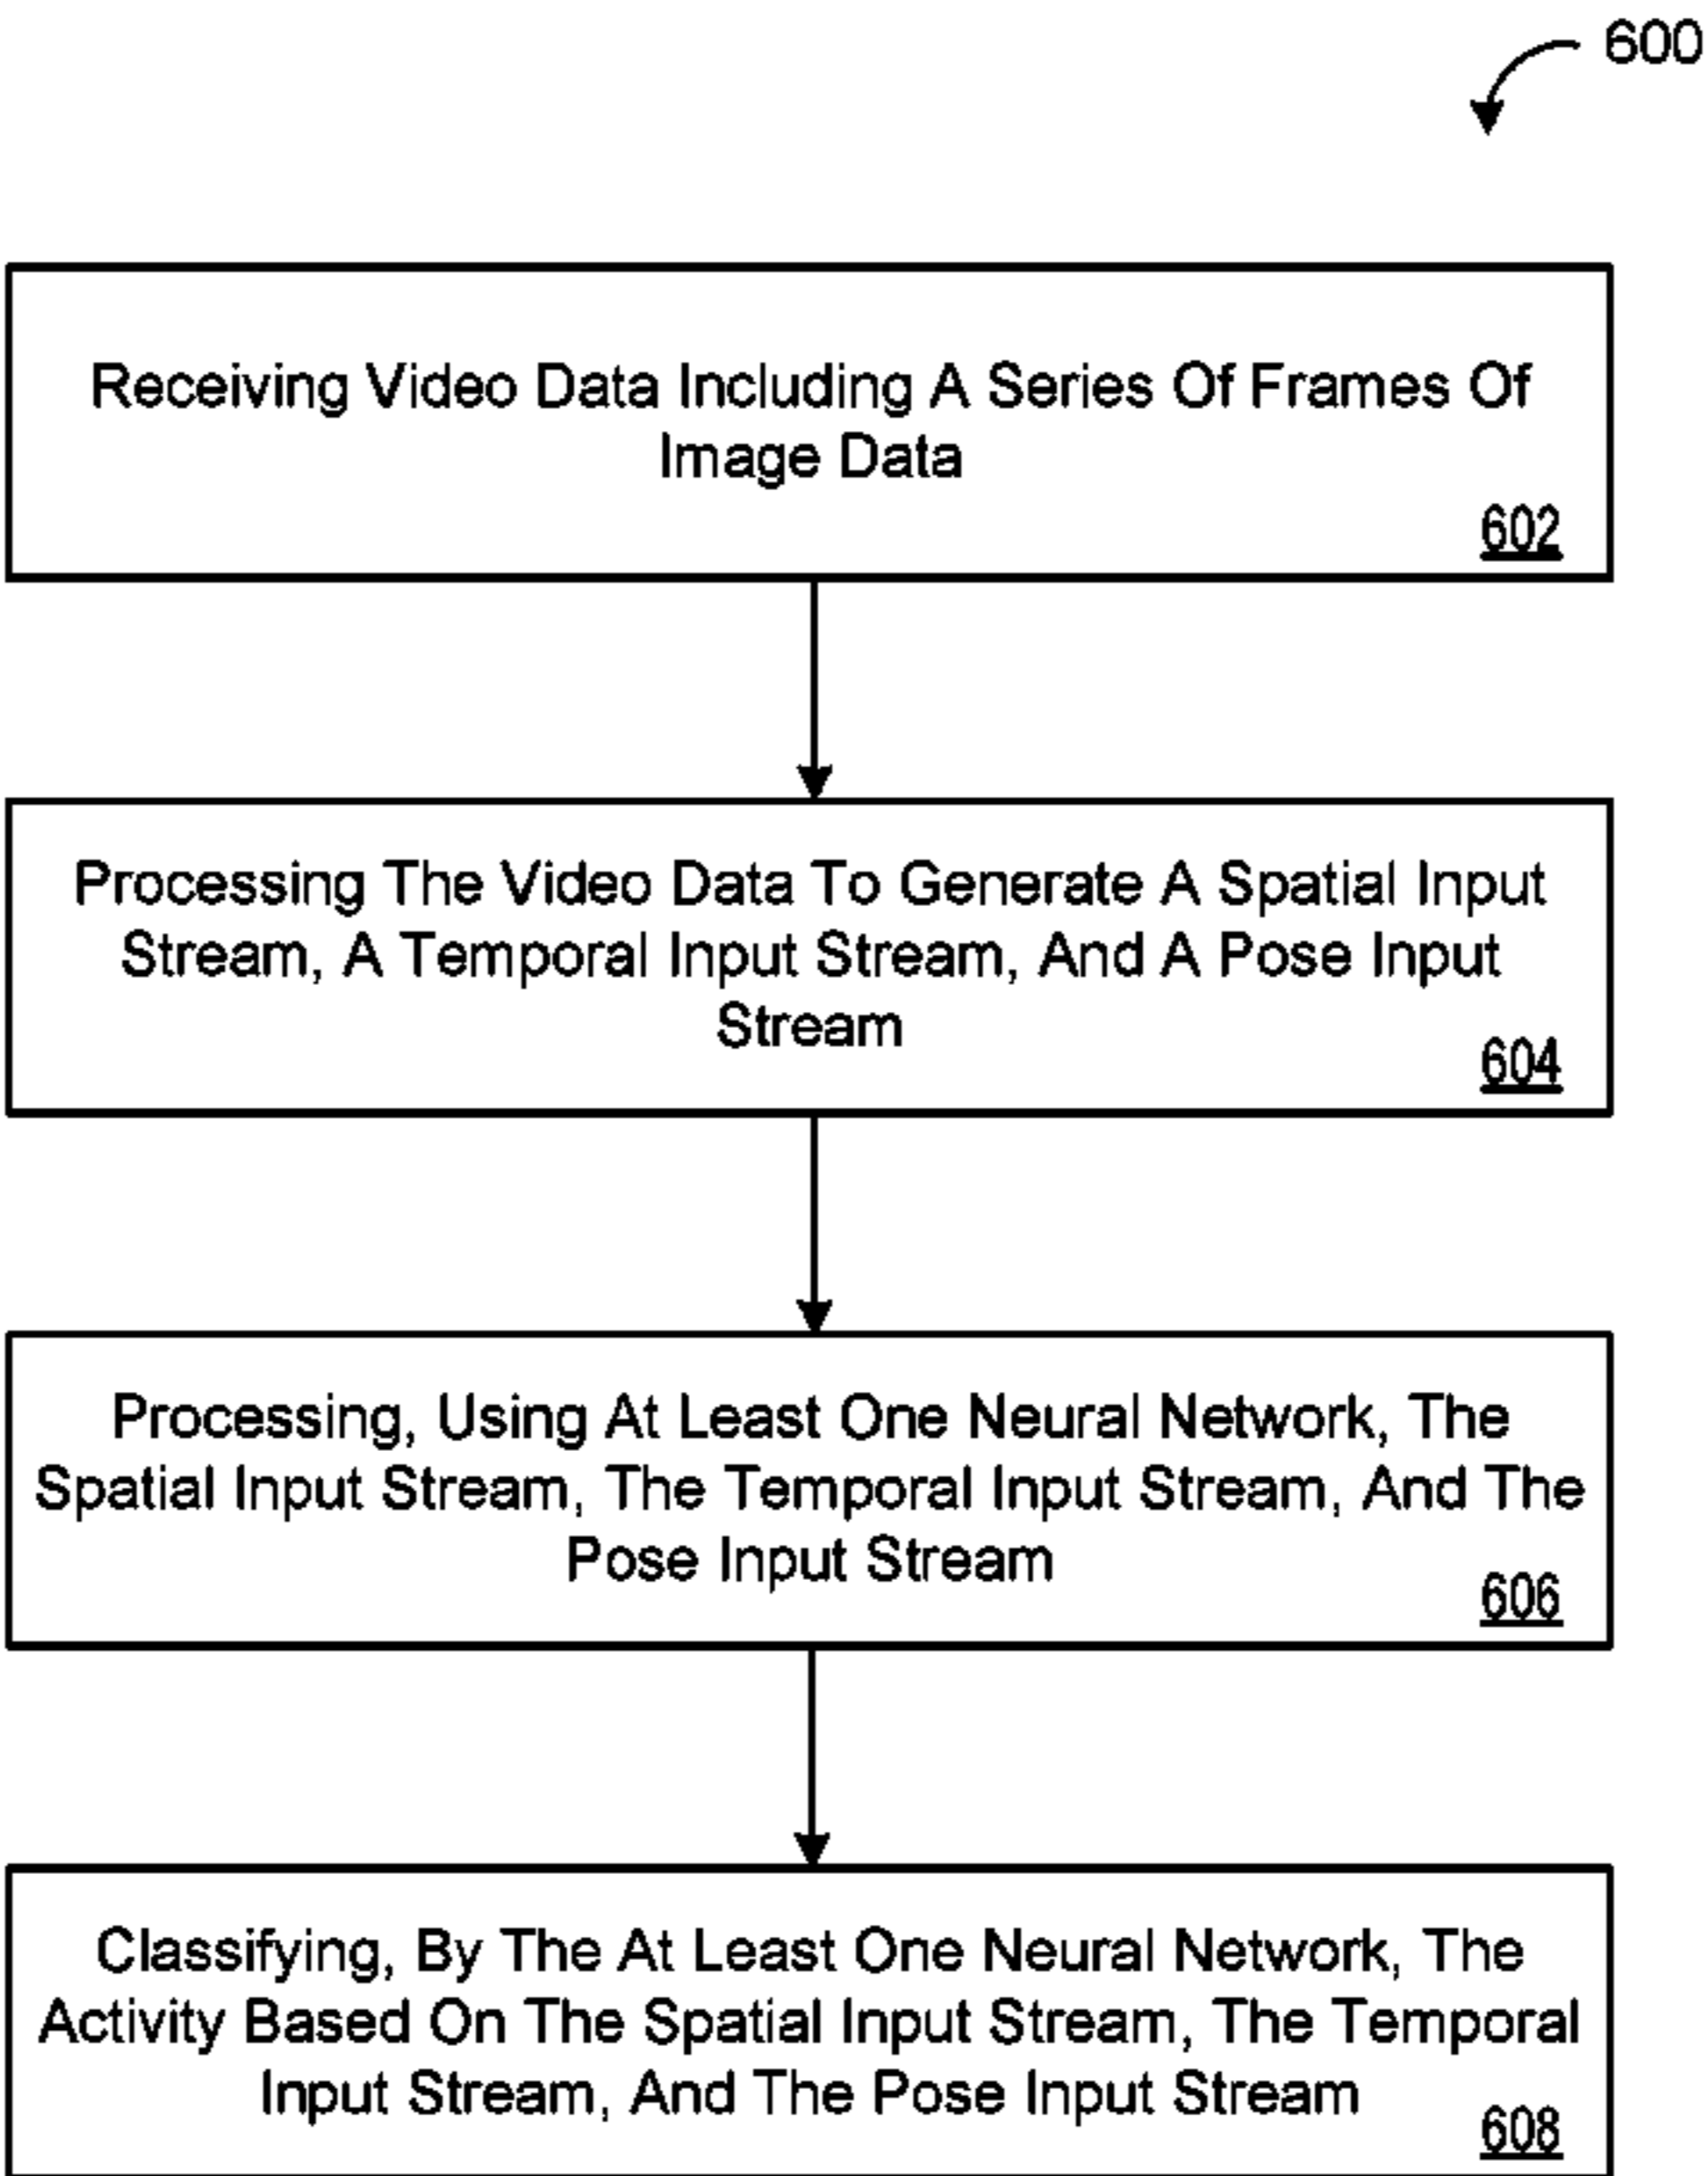 600
Receiving Video Data Including A Series Of Frames Of
Image Data
602
Processing The Video Data To Generate A Spatial Input
Stream, A Temporal Input Stream, And A Pose Input
Stream
604
Processing, Using At Least One Neural Network, The
Spatial Input Stream, The Temporal Input Stream, And The
Pose Input Stream
606
Classifying, By The At Least One Neural Network, The
Activity Based On The Spatial Input Stream, The Temporal
Input Stream, And The Pose Input Stream
608